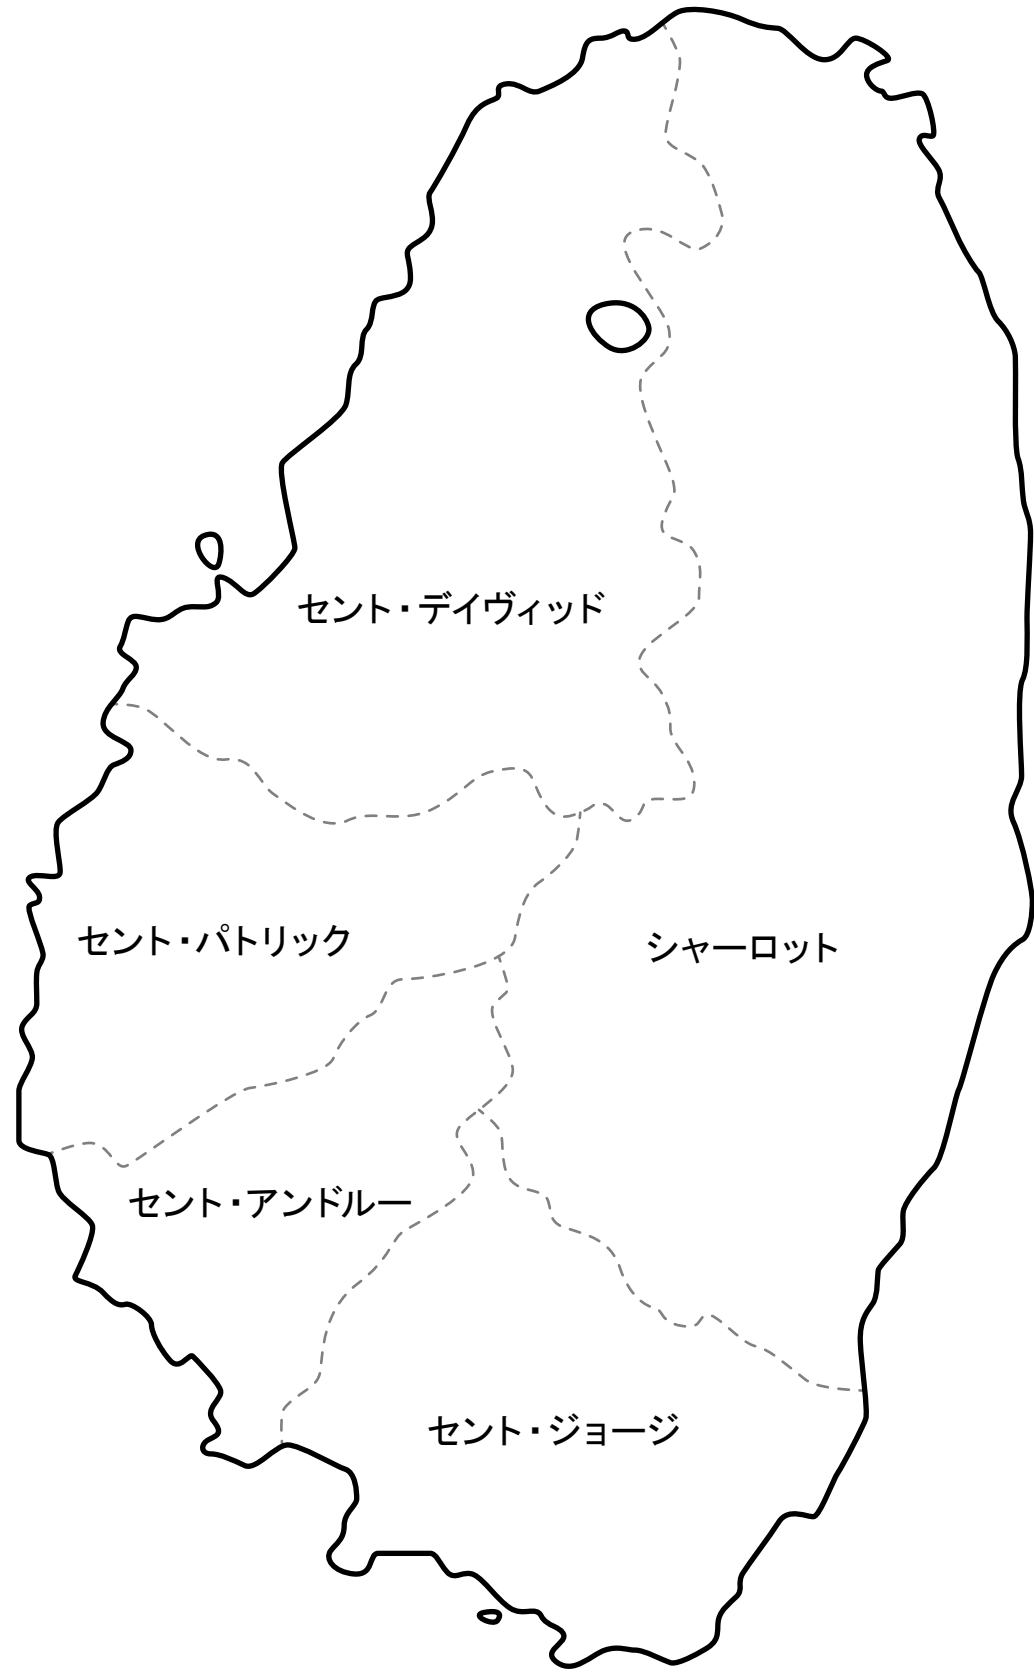 セント・デイヴィッド
セント・パトリック
シャーロット
セント・アンドルー
セント・ジョージ